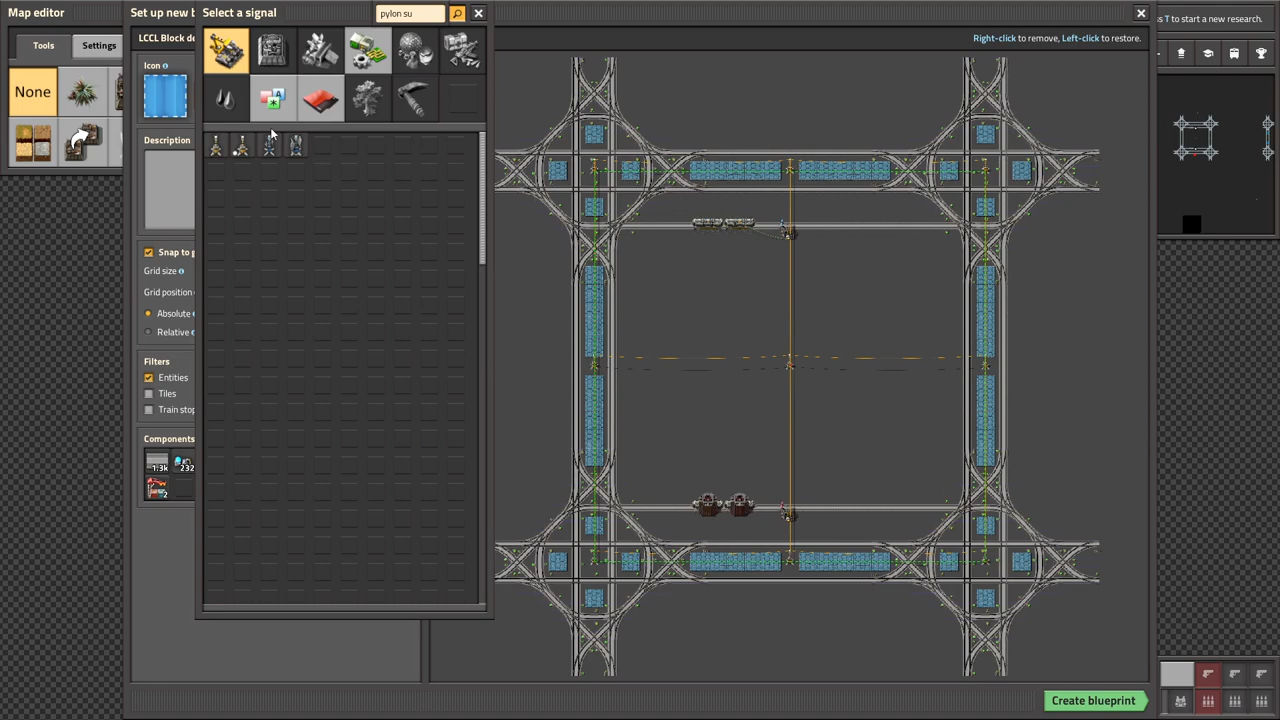 Map editor
Tools
Settings
None
Set up new b
LCCL Block de
Icon
Description
Snap to g
Grid size
Grid position
Absolute
Relative
Filters
Entities
Tiles
Train stop
Components
1.3k
232
2
Select a signal
pylon su
Right-click to remove, Left-click to restore.
Create blueprint
ss T to start a new research.